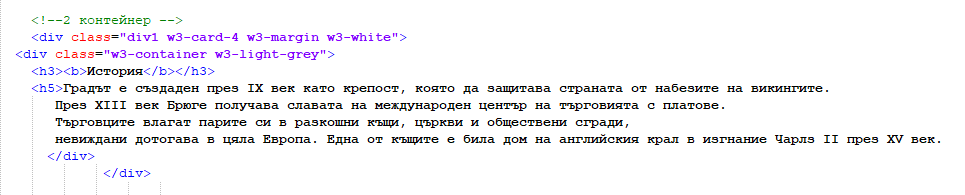 <!--2 контейнер -->
<div class="div1 w3-card-4 w3-margin w3-white">
<div class="w3-container w3-light-grey">
<h3><b>История</b></h3>
<h5>Градът е създаден през IX век като крепост, която да защитава страната от набезите на викингите.
През XIII век Брюге получава славата на международен център на търговията с платове.
Търговците влагат парите си в разкошни къщи, църкви и обществени сгради,
невиждани дотогава в цяла Европа. Една от къщите е била дом на английския крал в изгнание Чарлз II през XV век.
</div>
</div>